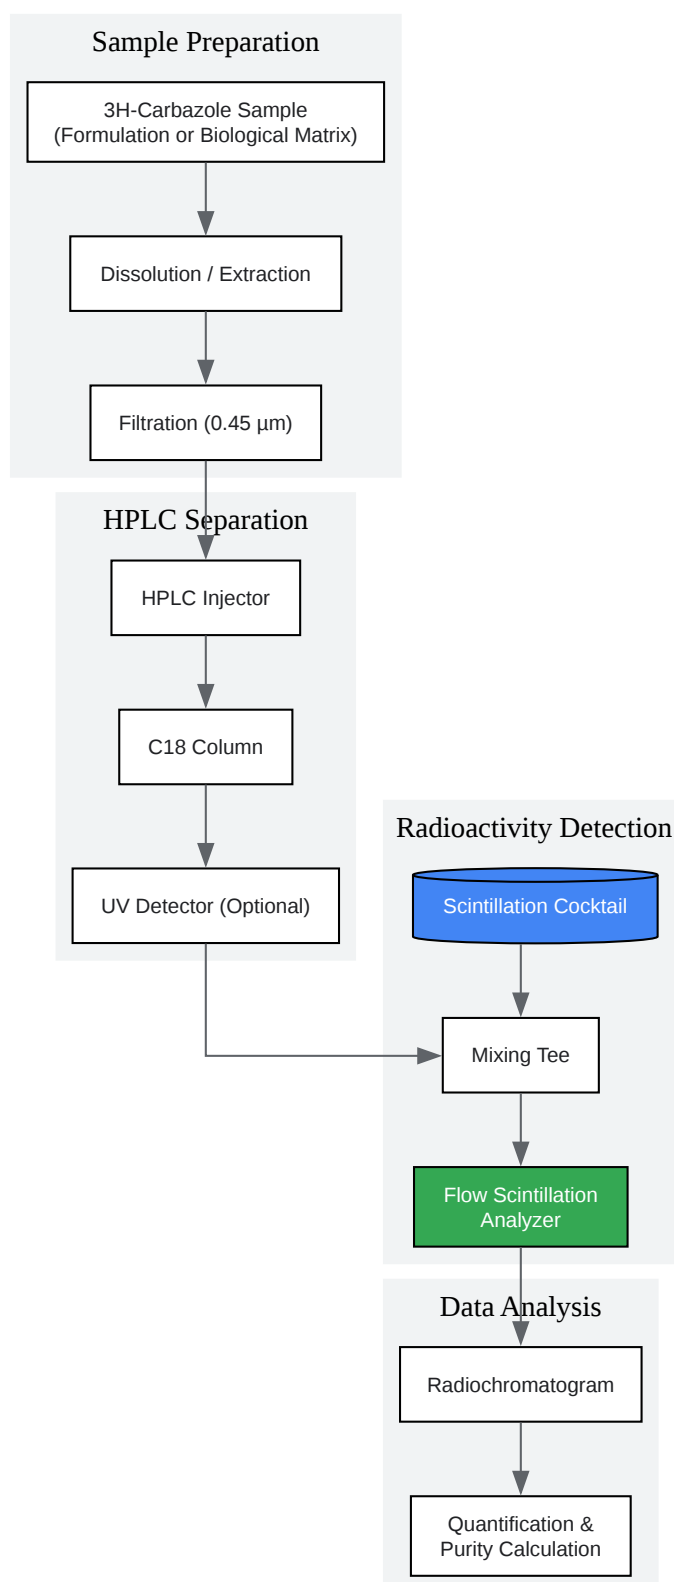 Sample Preparation
3H-Carbazole Sample
(Formulation or Biological Matrix)
Dissolution / Extraction
Filtration (0.45 µm)
HPLC Separation
HPLC Injector
C18 Column
UV Detector (Optional)
Radioactivity Detection
Scintillation Cocktail
Mixing Tee
Flow Scintillation
Analyzer
Data Analysis
Radiochromatogram
Quantification &
Purity Calculation